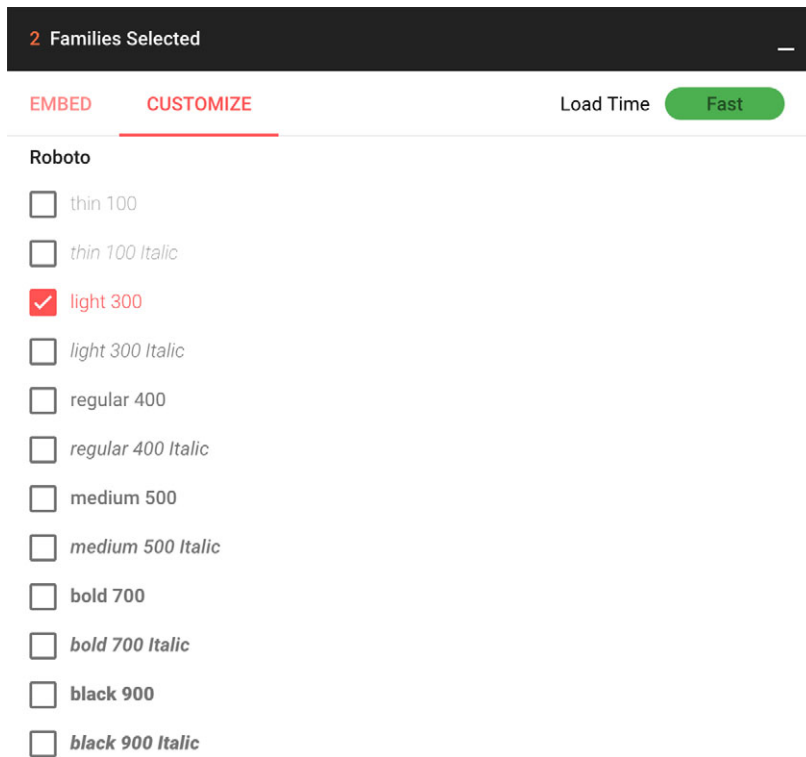 2 Families Selected
EMBED CUSTOMIZE Load Time Fast
Roboto
thin 100
thin 100 Italic
light 300
light 300 Italic
regular 400
regular 400 Italic
medium 500
medium 500 Italic
bold 700
bold 700 Italic
black 900
black 900 Italic